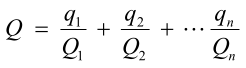 Q = q₁/Q₁ + q₂/Q₂ + ⋯ qₙ/Qₙ